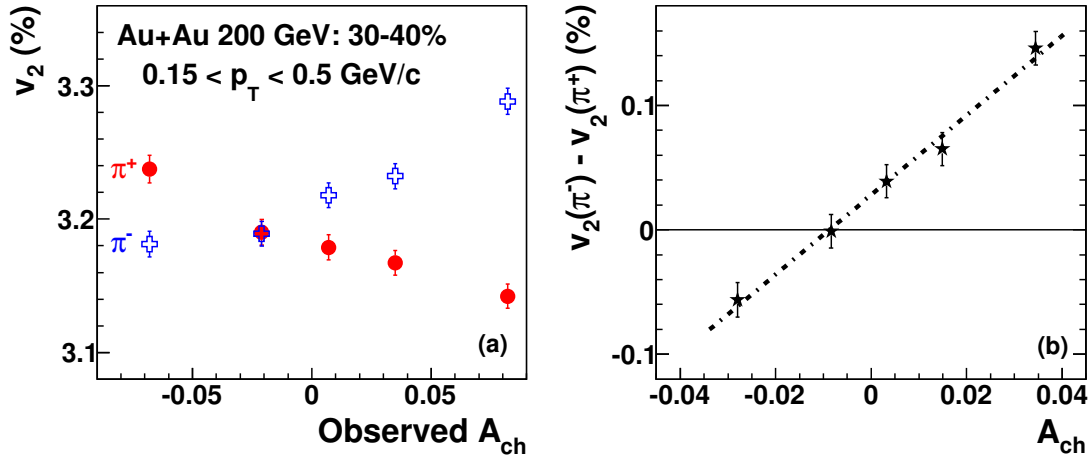 Au+Au 200 GeV: 30-40%
0.15 < p_T < 0.5 GeV/c
v_2 (%)
3.3
3.2
3.1
π^+
π^-
(a)
-0.05
0
0.05
Observed A_ch
v_2(π^-) - v_2(π^+) (%)
0.1
0
-0.1
(b)
-0.04
-0.02
0
0.02
0.04
A_ch